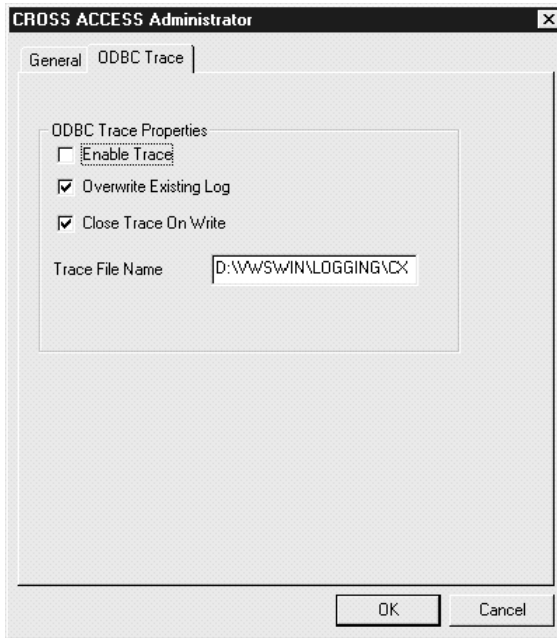 CROSS ACCESS Administrator
General ODBC Trace
ODBC Trace Properties
Enable Trace
Overwrite Existing Log
Close Trace On Write
Trace File Name D:\VWSWIN\LOGGING\CX
OK Cancel